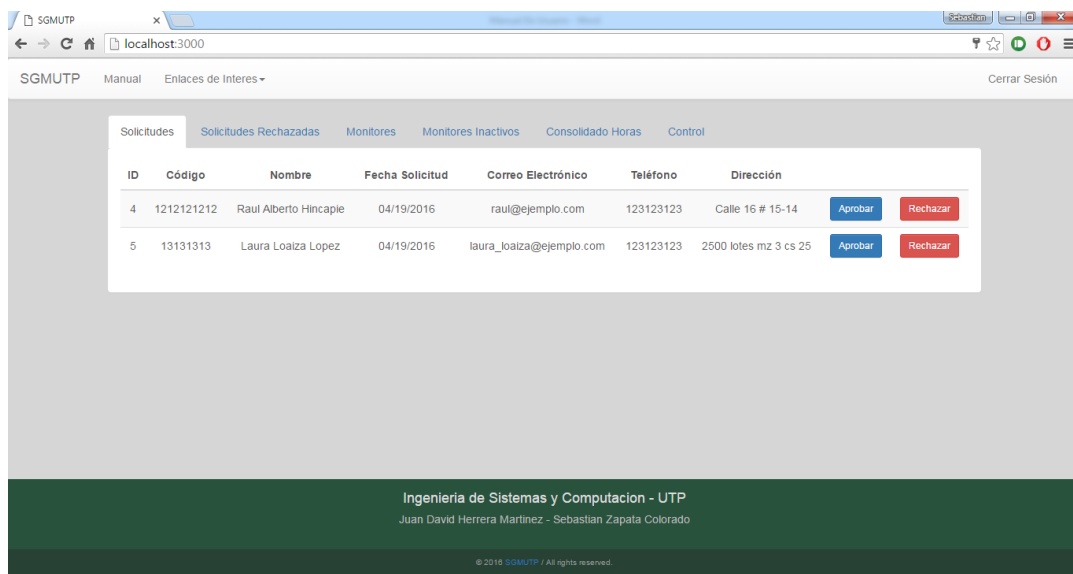 SGMUTP
Sebastian
localhost:3000
SGMUTP Manual Enlaces de Interes Cerrar Sesión
Solicitudes Solicitudes Rechazadas Monitores Monitores Inactivos Consolidado Horas Control
ID Código Nombre Fecha Solicitud Correo Electrónico Teléfono Dirección
4 1212121212 Raul Alberto Hincapie 04/19/2016 raul@ejemplo.com 123123123 Calle 16 # 15-14 Aprobar Rechazar
5 13131313 Laura Loaiza Lopez 04/19/2016 laura_loaiza@ejemplo.com 123123123 2500 lotes mz 3 cs 25 Aprobar Rechazar
Ingenieria de Sistemas y Computacion - UTP
Juan David Herrera Martinez - Sebastian Zapata Colorado
© 2016 SGMUTP / All rights reserved.